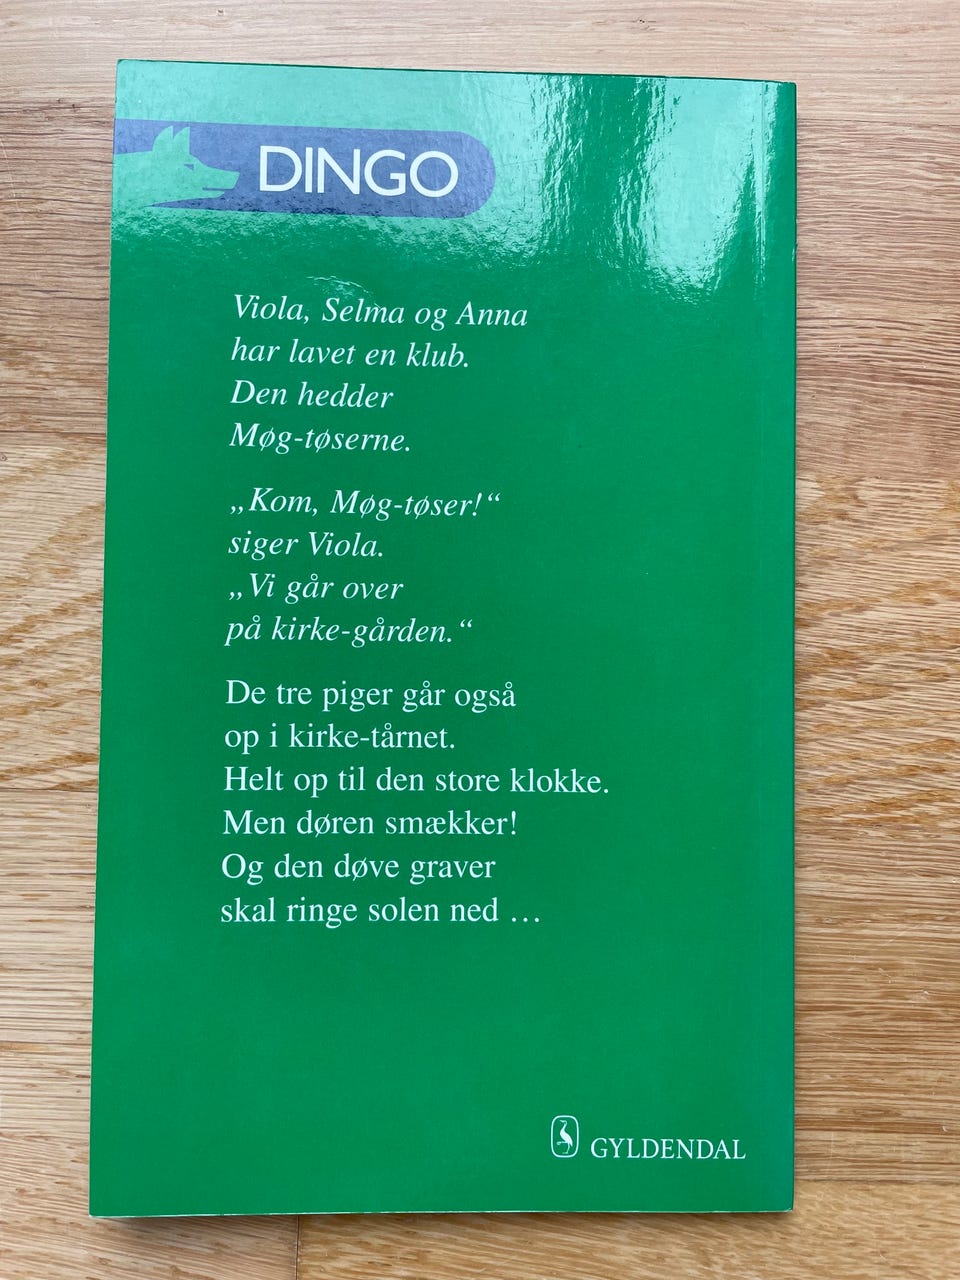 DINGO
Viola, Selma og Anna
har lavet en klub.
Den hedder
Møg-tøserne.
„Kom, Møg-tøser!“
siger Viola.
„Vi går over
på kirke-gården.“
De tre piger går også
op i kirke-tårnet.
Helt op til den store klokke.
Men døren smækker!
Og den døve graver
skal ringe solen ned ...
GYLDENDAL